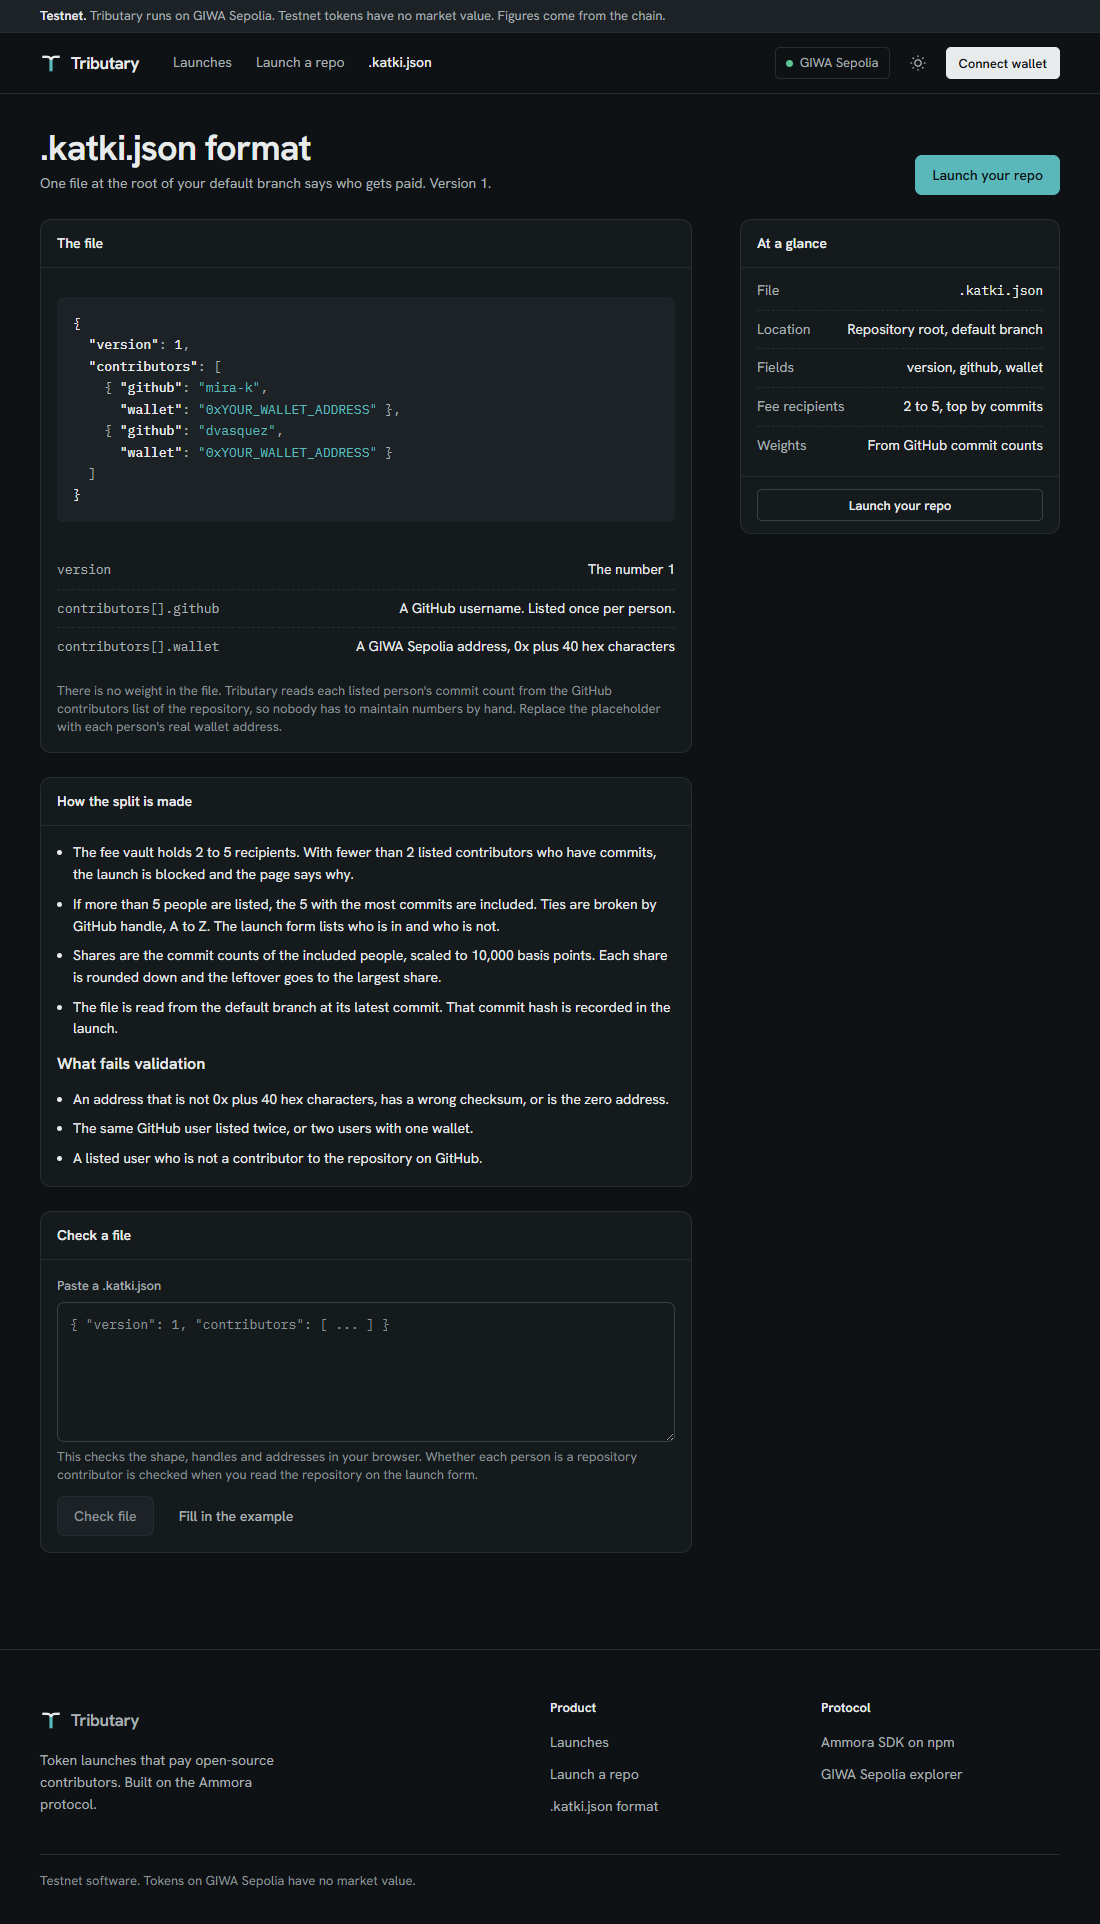 Testnet. Tributary runs on GIWA Sepolia. Testnet tokens have no market value. Figures come from the chain.
Tributary Launches Launch a repo .katki.json GIWA Sepolia Connect wallet
.katki.json format
One file at the root of your default branch says who gets paid. Version 1.
Launch your repo
The file
{
"version": 1,
"contributors": [
{ "github": "mira-k",
"wallet": "0xYOUR_WALLET_ADDRESS" },
{ "github": "dvasquez",
"wallet": "0xYOUR_WALLET_ADDRESS" }
]
}
version The number 1
contributors[].github A GitHub username. Listed once per person.
contributors[].wallet A GIWA Sepolia address, 0x plus 40 hex characters
There is no weight in the file. Tributary reads each listed person's commit count from the GitHub
contributors list of the repository, so nobody has to maintain numbers by hand. Replace the placeholder
with each person's real wallet address.
At a glance
File .katki.json
Location Repository root, default branch
Fields version, github, wallet
Fee recipients 2 to 5, top by commits
Weights From GitHub commit counts
Launch your repo
How the split is made
• The fee vault holds 2 to 5 recipients. With fewer than 2 listed contributors who have commits,
the launch is blocked and the page says why.
• If more than 5 people are listed, the 5 with the most commits are included. Ties are broken by
GitHub handle, A to Z. The launch form lists who is in and who is not.
• Shares are the commit counts of the included people, scaled to 10,000 basis points. Each share
is rounded down and the leftover goes to the largest share.
• The file is read from the default branch at its latest commit. That commit hash is recorded in the
launch.
What fails validation
• An address that is not 0x plus 40 hex characters, has a wrong checksum, or is the zero address.
• The same GitHub user listed twice, or two users with one wallet.
• A listed user who is not a contributor to the repository on GitHub.
Check a file
Paste a .katki.json
{ "version": 1, "contributors": [ ... ] }
This checks the shape, handles and addresses in your browser. Whether each person is a repository
contributor is checked when you read the repository on the launch form.
Check file Fill in the example
Tributary
Token launches that pay open-source
contributors. Built on the Ammora
protocol.
Product
Launches
Launch a repo
.katki.json format
Protocol
Ammora SDK on npm
GIWA Sepolia explorer
Testnet software. Tokens on GIWA Sepolia have no market value.